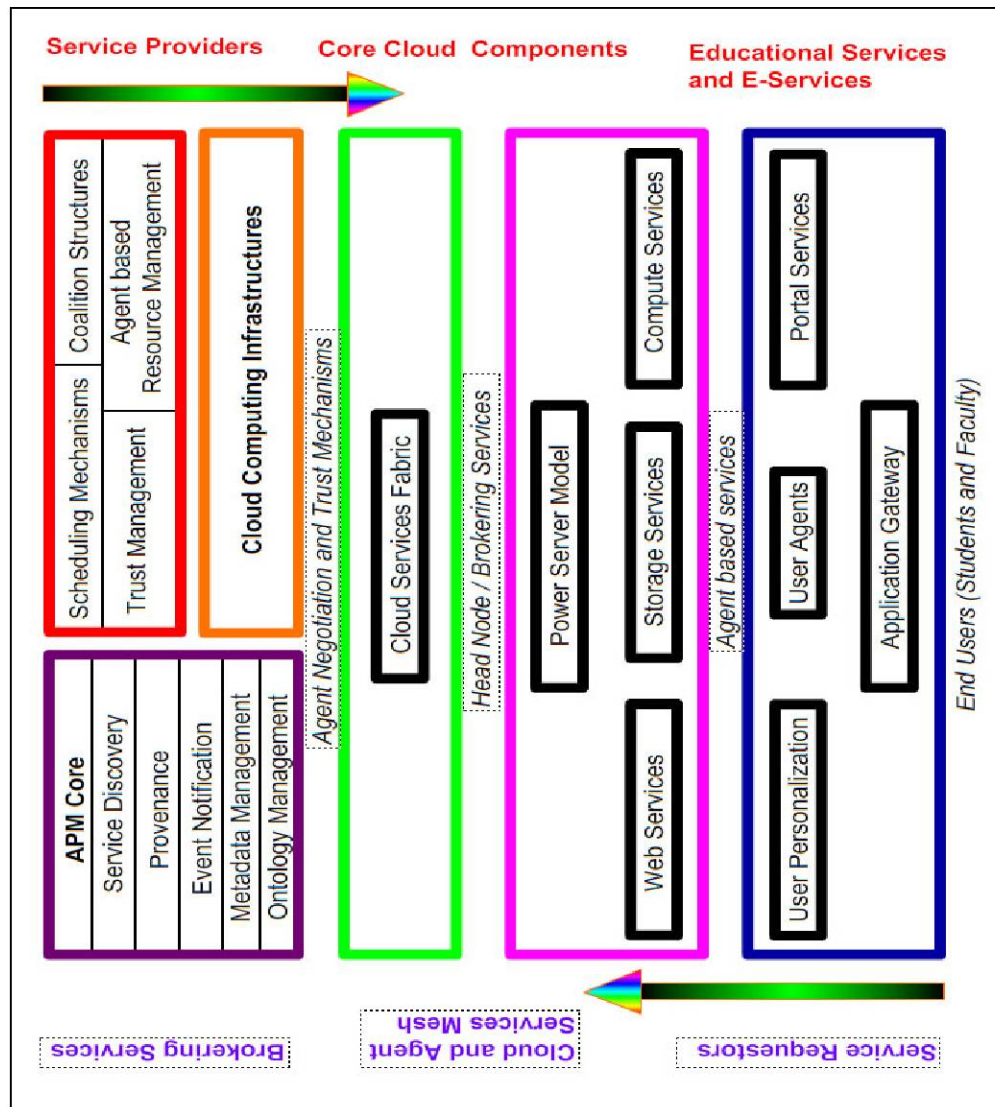 Service Providers
Core Cloud Components
Educational Services
and E-Services
Scheduling Mechanisms
Coalition Structures
Trust Management
Agent based
Resource Management
Cloud Computing Infrastructures
APM Core
Service Discovery
Provenance
Event Notification
Metadata Management
Ontology Management
Agent Negotiation and Trust Mechanisms
Cloud Services Fabric
Head Node / Brokering Services
Power Server Model
Web Services
Storage Services
Compute Services
Agent based services
User Personalization
User Agents
Portal Services
Application Gateway
End Users (Students and Faculty)
Brokering Services
Cloud and Agent
Services Mesh
Service Requestors